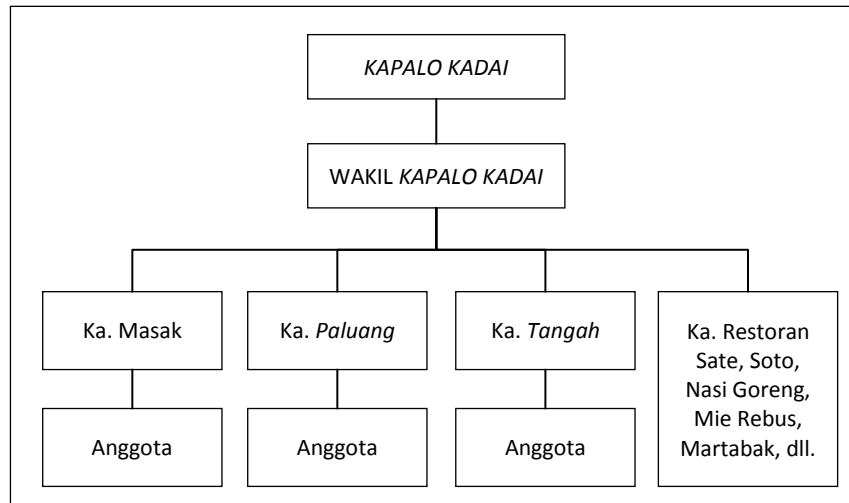 KAPALO KADAI
WAKIL KAPALO KADAI
Ka. Masak
Ka. Paluang
Ka. Tangah
Ka. Restoran
Sate, Soto,
Nasi Goreng,
Mie Rebus,
Martabak, dll.
Anggota
Anggota
Anggota